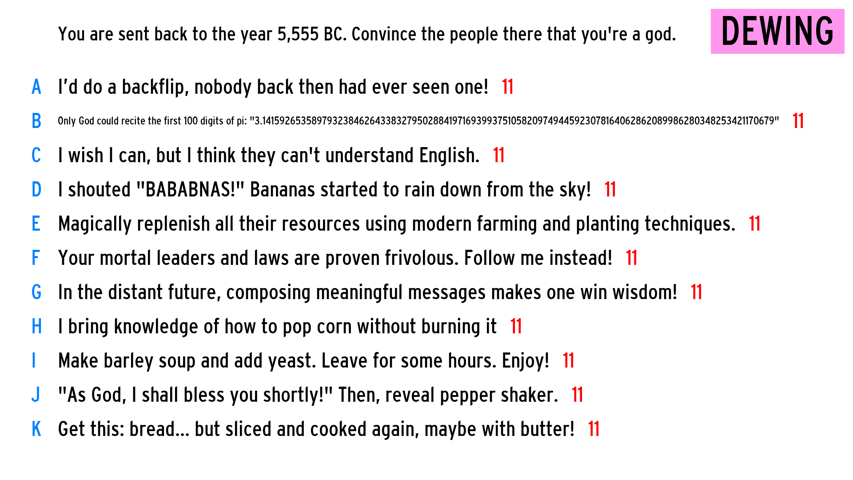 You are sent back to the year 5,555 BC. Convince the people there that you're a god.
DEWING
A I'd do a backflip, nobody back then had ever seen one! 11
B Only God could recite the first 100 digits of pi: "3.1415926535897932384626433832795028841971693993751058209749445923078164062862089986280348253421170679" 11
C I wish I can, but I think they can't understand English. 11
D I shouted "BABABNAS!" Bananas started to rain down from the sky! 11
E Magically replenish all their resources using modern farming and planting techniques. 11
F Your mortal leaders and laws are proven frivolous. Follow me instead! 11
G In the distant future, composing meaningful messages makes one win wisdom! 11
H I bring knowledge of how to pop corn without burning it 11
I Make barley soup and add yeast. Leave for some hours. Enjoy! 11
J "As God, I shall bless you shortly!" Then, reveal pepper shaker. 11
K Get this: bread... but sliced and cooked again, maybe with butter! 11